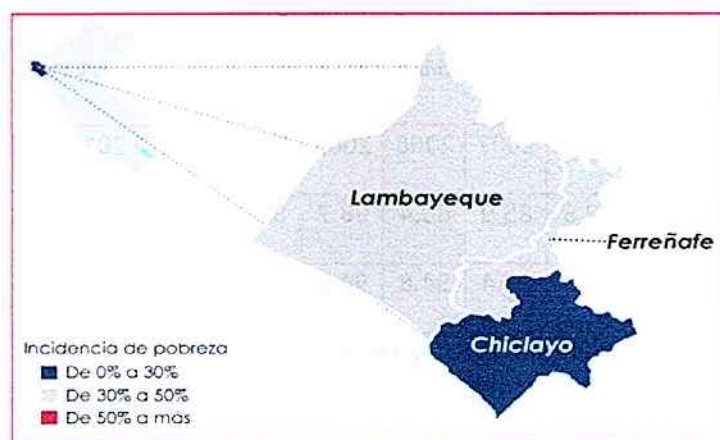 Lambayeque
Ferreñafe
Chiclayo
Incidencia de pobreza
De 0% a 30%
De 30% a 50%
De 50% a más